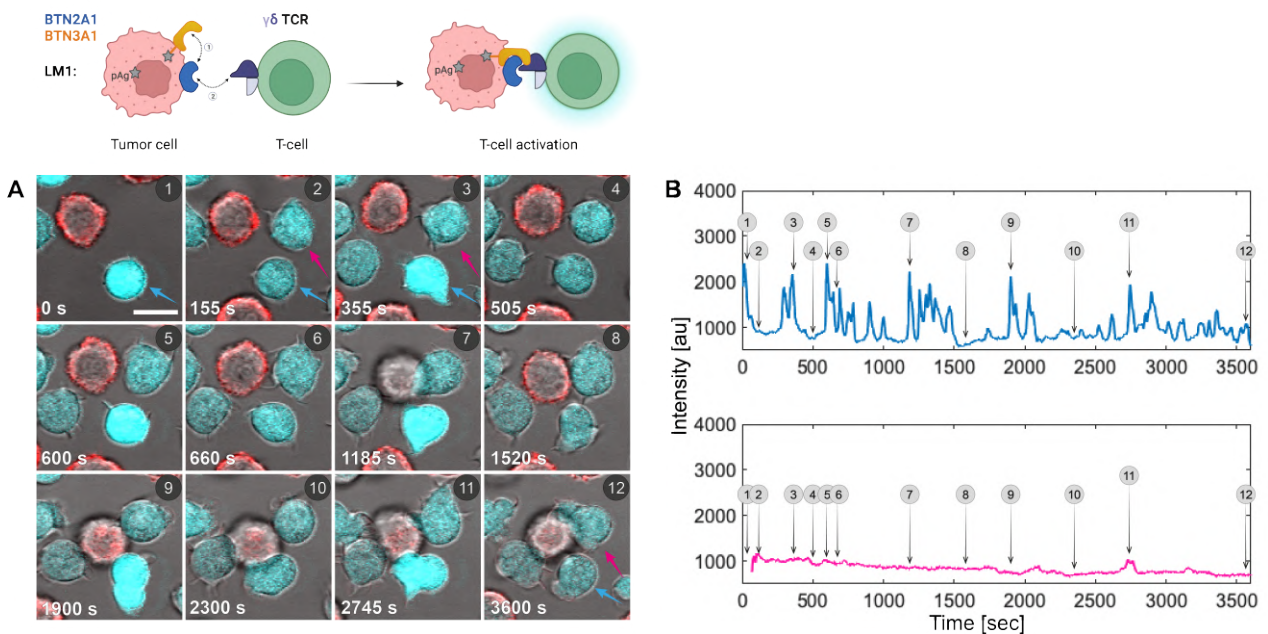 BTN2A1
BTN3A1
γδ TCR
①
LM1:
pAg
②
pAg
Tumor cell
T-cell
T-cell activation
A
1
2
3
4
0 s
155 s
355 s
505 s
5
6
7
8
600 s
660 s
1185 s
1520 s
9
10
11
12
1900 s
2300 s
2745 s
3600 s
B
Intensity [au]
4000
3000
2000
1000
1
2
3
4
5
6
7
8
9
10
11
12
0 500 1000 1500 2000 2500 3000 3500
4000
3000
2000
1000
1 2 3 4 5 6 7 8 9 10 11 12
0 500 1000 1500 2000 2500 3000 3500
Time [sec]